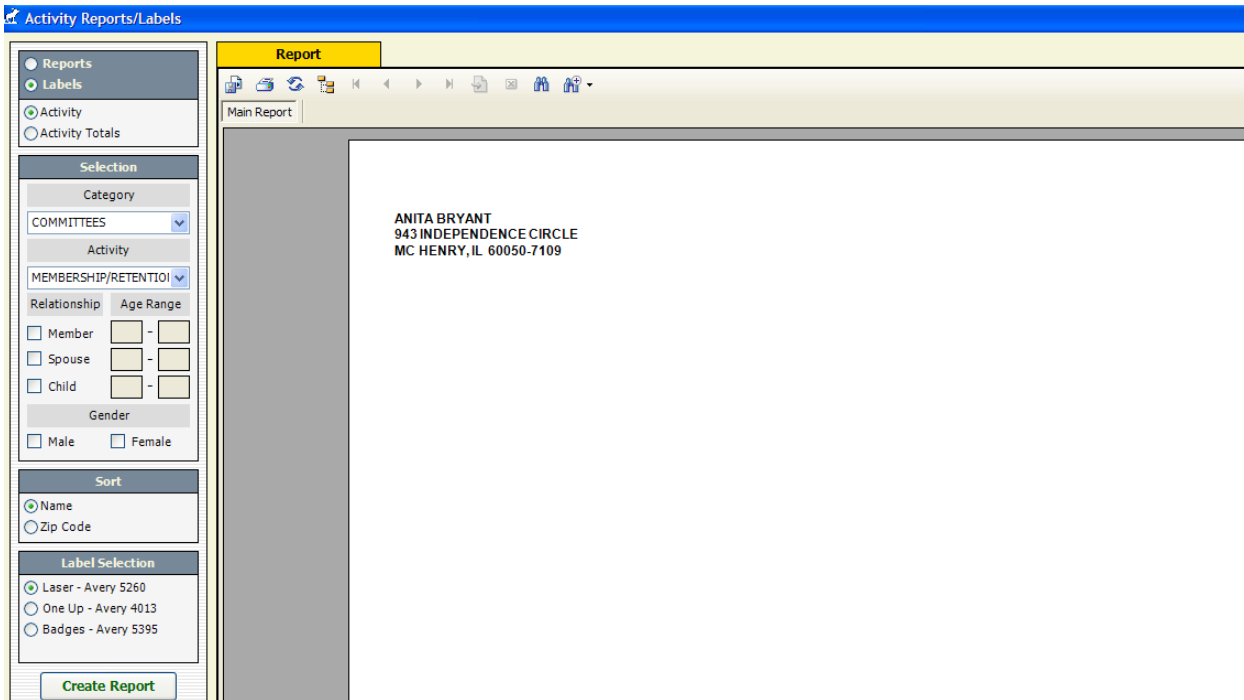 Activity Reports/Labels
Reports
Labels
Activity
Activity Totals
Selection
Category
COMMITTEES
Activity
MEMBERSHIP/RETENTIO
Relationship Age Range
Member -
Spouse -
Child -
Gender
Male Female
Sort
Name
Zip Code
Label Selection
Laser - Avery 5260
One Up - Avery 4013
Badges - Avery 5395
Create Report
Report
Main Report
ANITA BRYANT
943 INDEPENDENCE CIRCLE
MC HENRY, IL 60050-7109